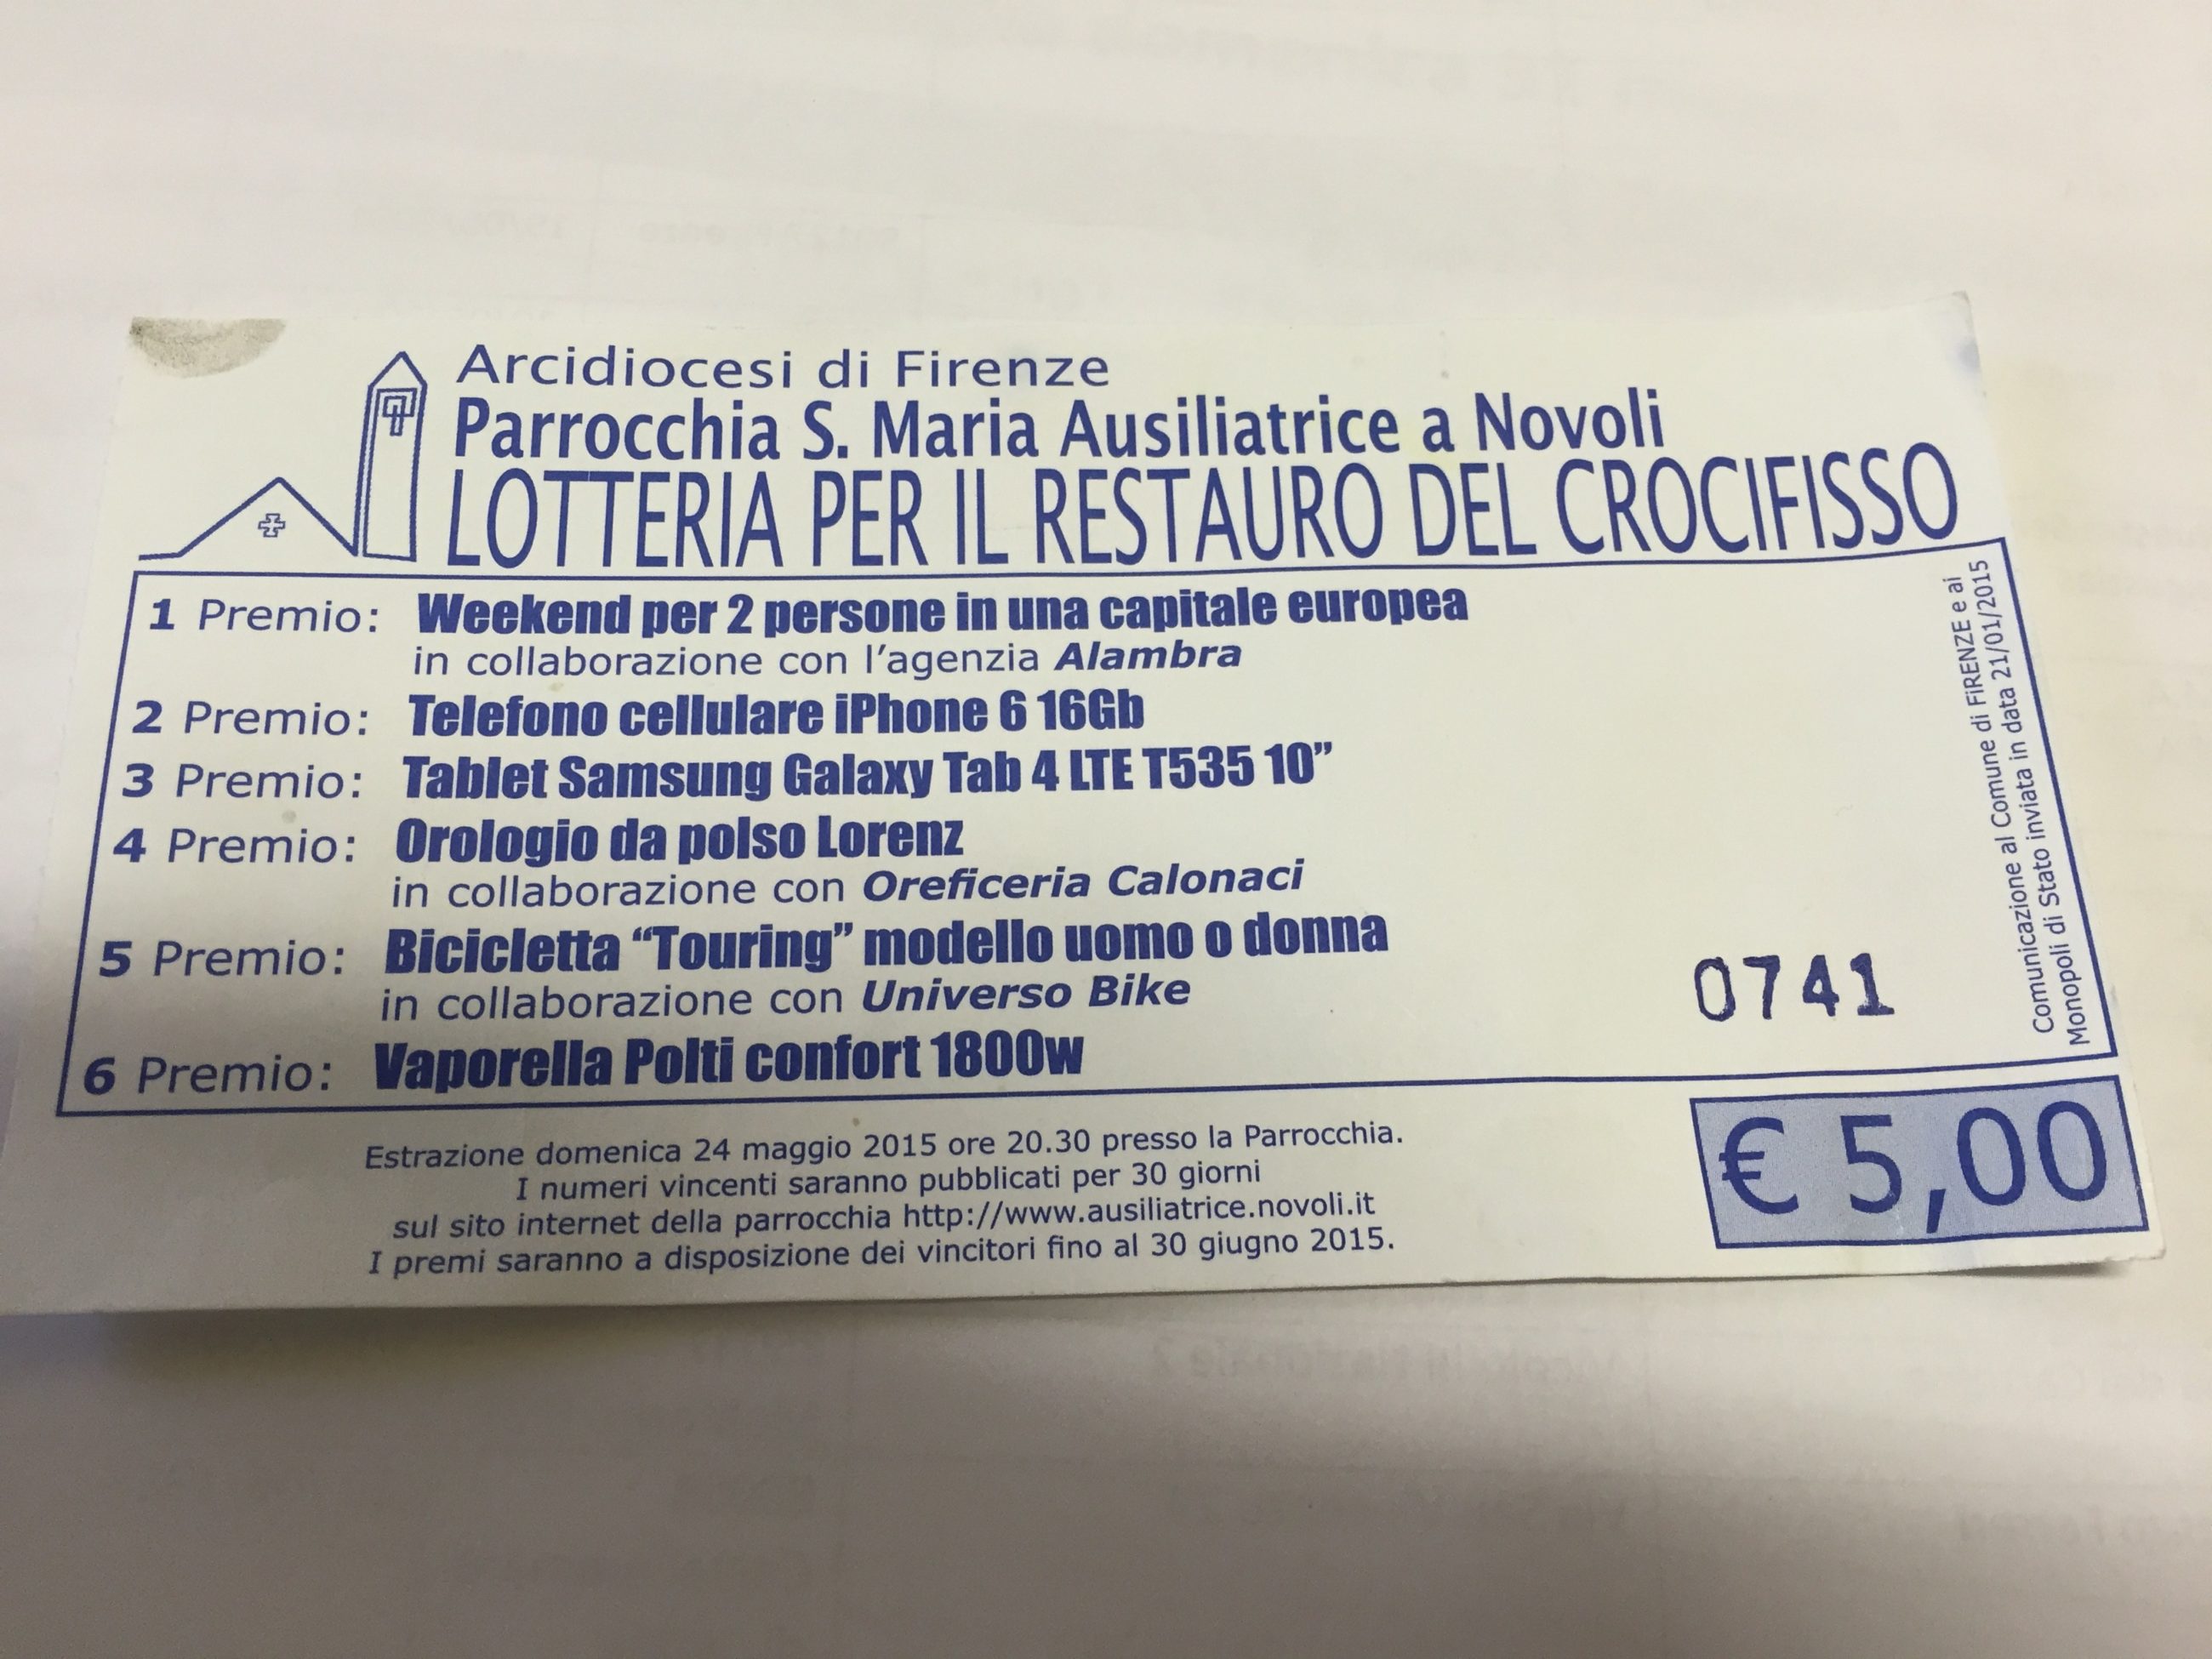 Arcidiocesi di Firenze
Parrocchia S. Maria Ausiliatrice a Novoli
LOTTERIA PER IL RESTAURO DEL CROCIFISSO
1 Premio: Weekend per 2 persone in una capitale europea
in collaborazione con l'agenzia Alambra
2 Premio: Telefono cellulare iPhone 6 16Gb
3 Premio: Tablet Samsung Galaxy Tab 4 LTE T535 10”
4 Premio: Orologio da polso Lorenz
in collaborazione con Oreficeria Calonaci
5 Premio: Bicicletta “Touring” modello uomo o donna
in collaborazione con Universo Bike
6 Premio: Vaporella Polti confort 1800w
0741
Comunicazione al Comune di FiRENZE e ai
Monopoli di Stato inviata in data 21/01/2015
Estrazione domenica 24 maggio 2015 ore 20.30 presso la Parrocchia.
I numeri vincenti saranno pubblicati per 30 giorni
sul sito internet della parrocchia http://www.ausiliatrice.novoli.it
I premi saranno a disposizione dei vincitori fino al 30 giugno 2015.
€ 5,00